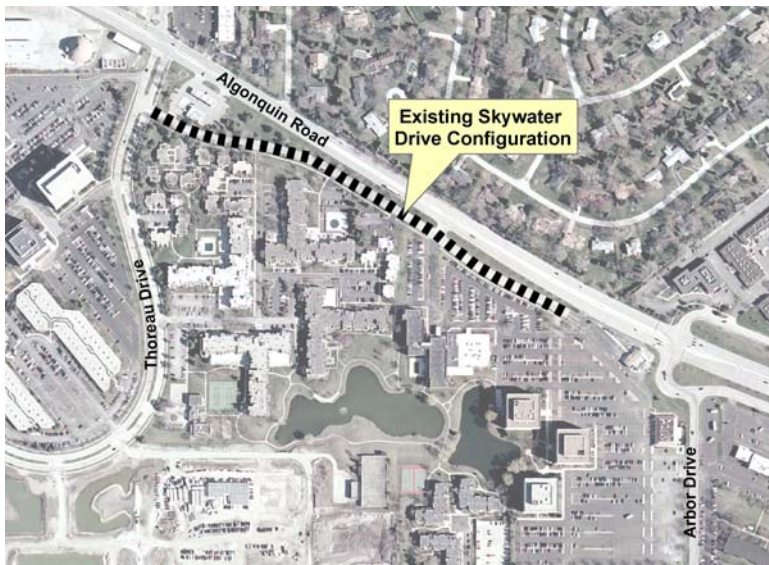 Algonquin Road
Existing Skywater
Drive Configuration
Thoreau Drive
Arbor Drive